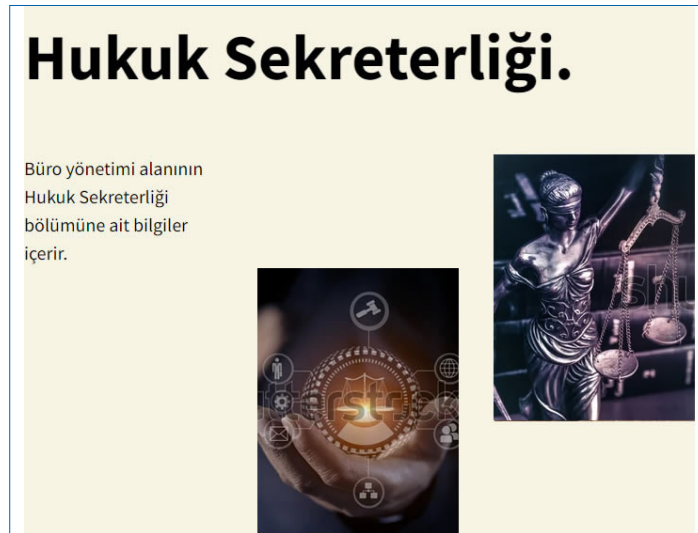 Hukuk Sekreterliği.
Büro yönetimi alanının
Hukuk Sekreterliği
bölümüne ait bilgiler
içerir.